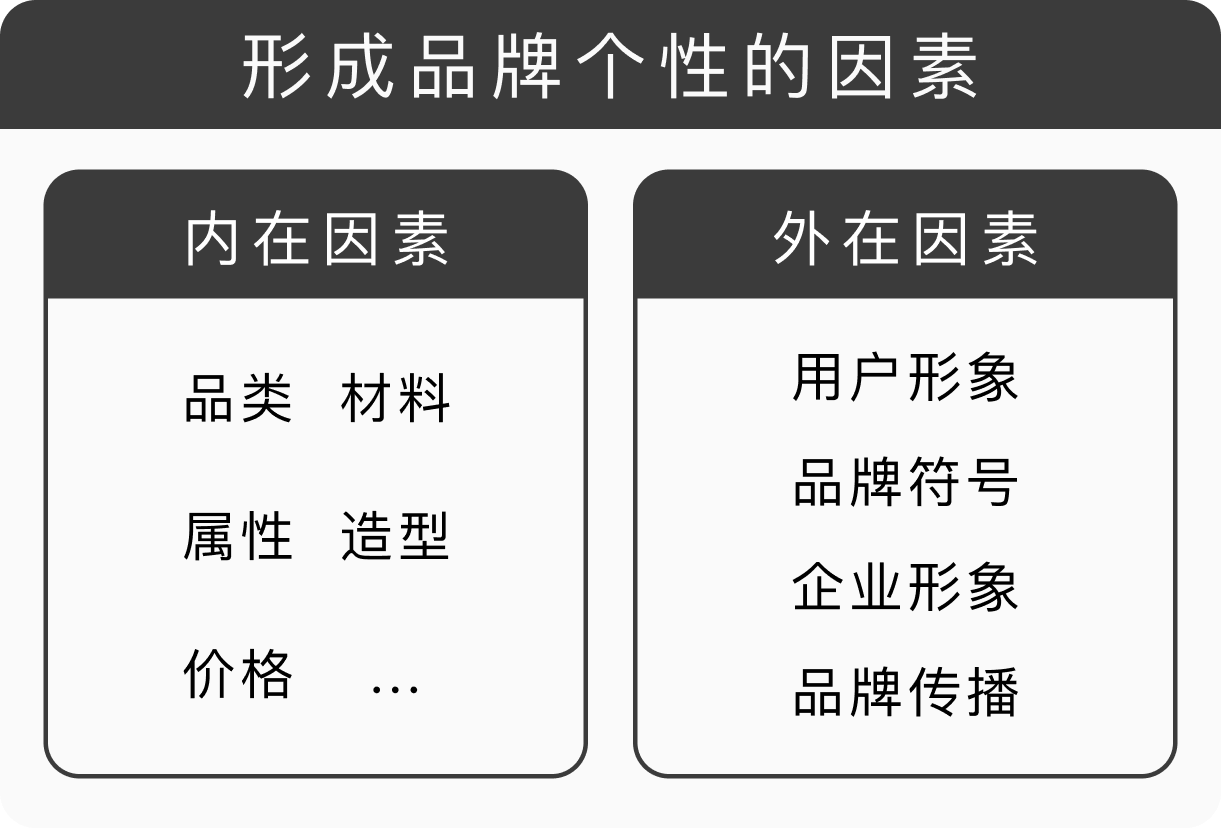 形成品牌个性的因素
内在因素
品类 材料
属性 造型
价格 ...
外在因素
用户形象
品牌符号
企业形象
品牌传播